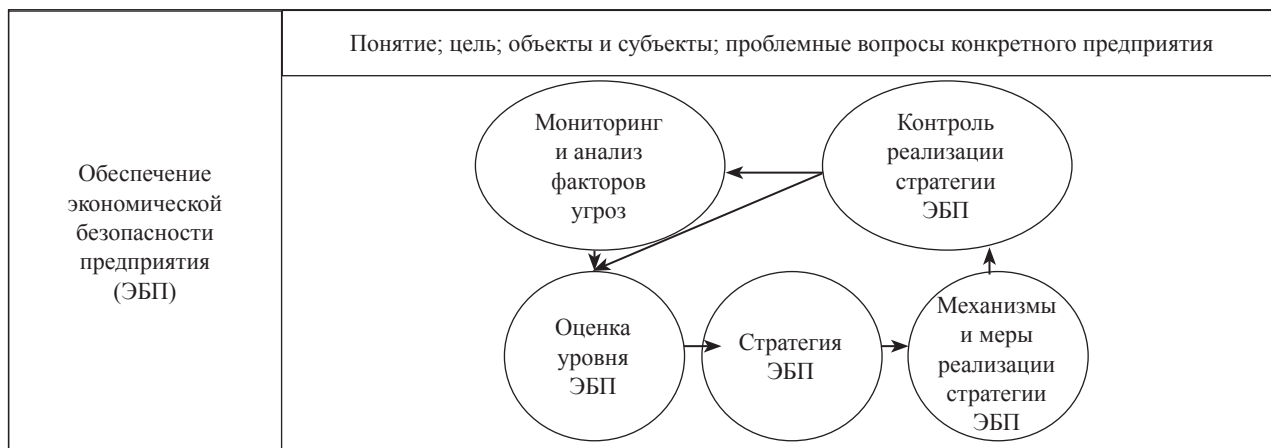 Обеспечение
экономической
безопасности
предприятия
(ЭБП)
Понятие; цель; объекты и субъекты; проблемные вопросы конкретного предприятия
Мониторинг
и анализ
факторов
угроз
Контроль
реализации
стратегии
ЭБП
Оценка
уровня
ЭБП
Стратегия
ЭБП
Механизмы
и меры
реализации
стратегии
ЭБП